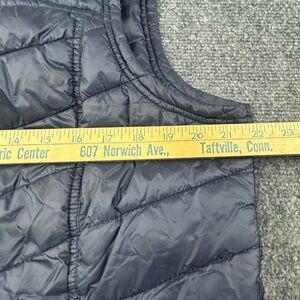 14 15 16 17 18 19 20 21 22 23
ric Center 607 Norwich Ave., Taftville, Conn.